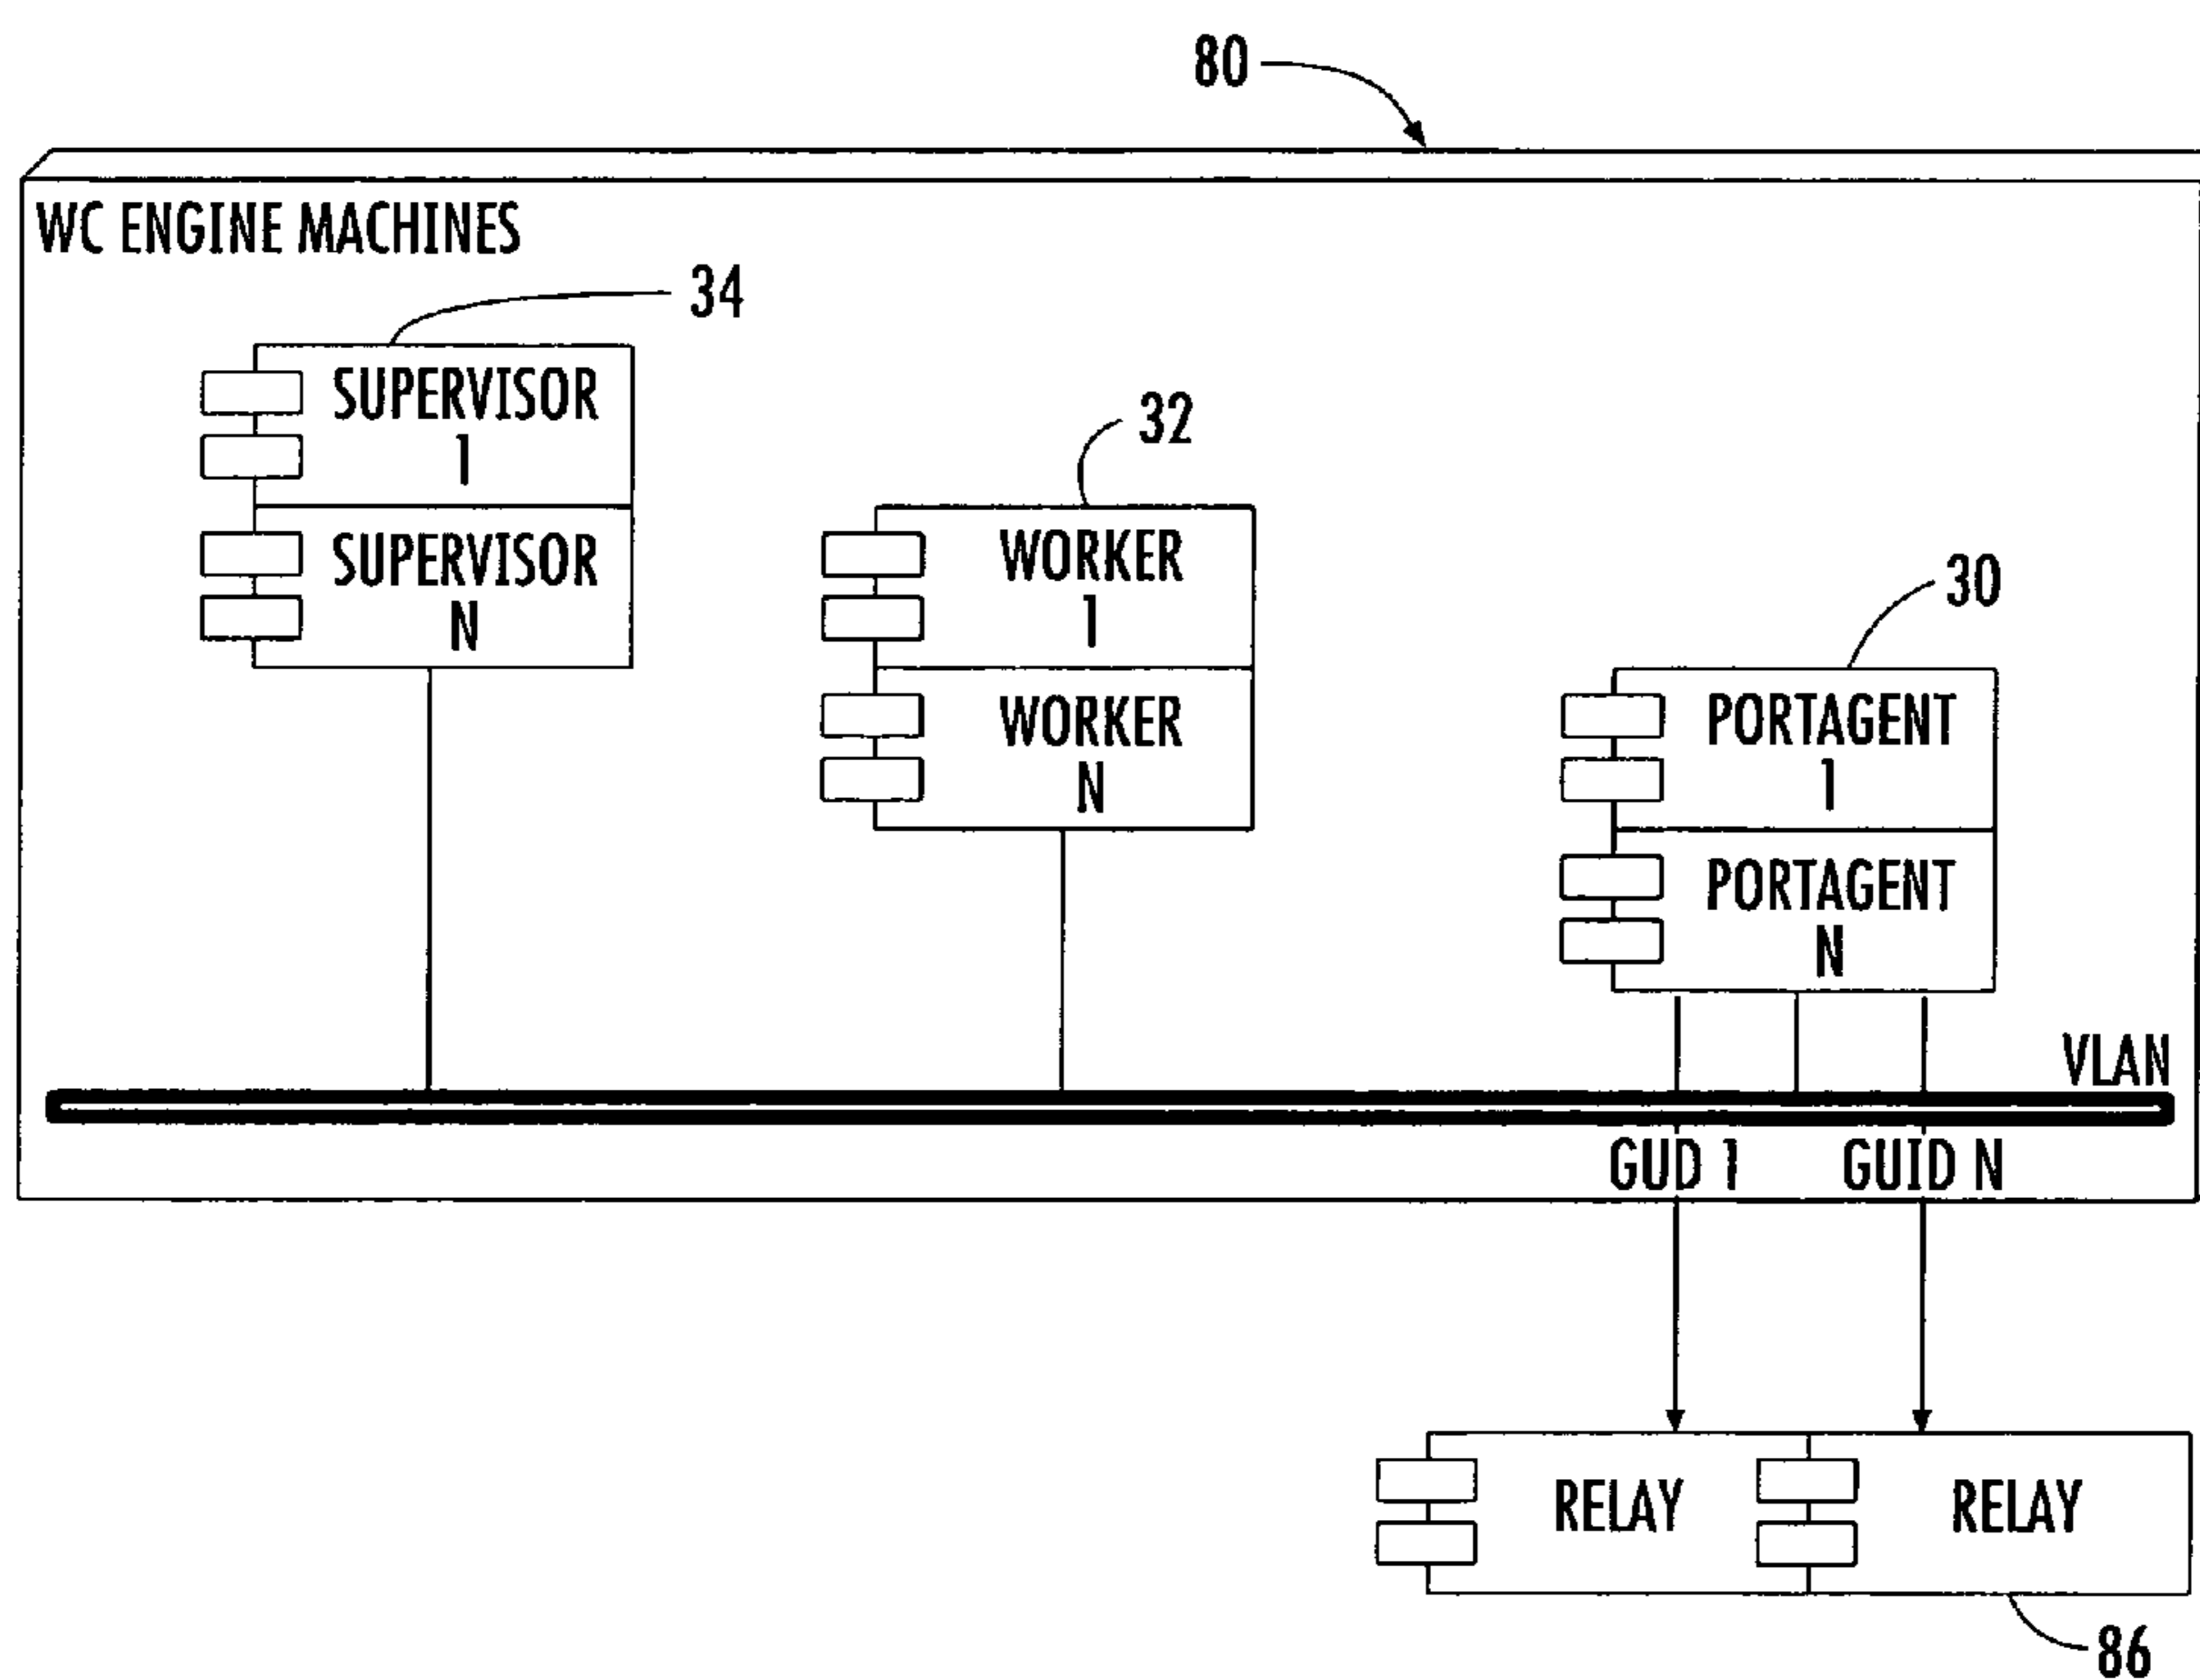 80
WC ENGINE MACHINES
34
SUPERVISOR
1
SUPERVISOR
N
32
WORKER
1
WORKER
N
30
PORTAGENT
1
PORTAGENT
N
VLAN
GUD 1
GUID N
RELAY
RELAY
86